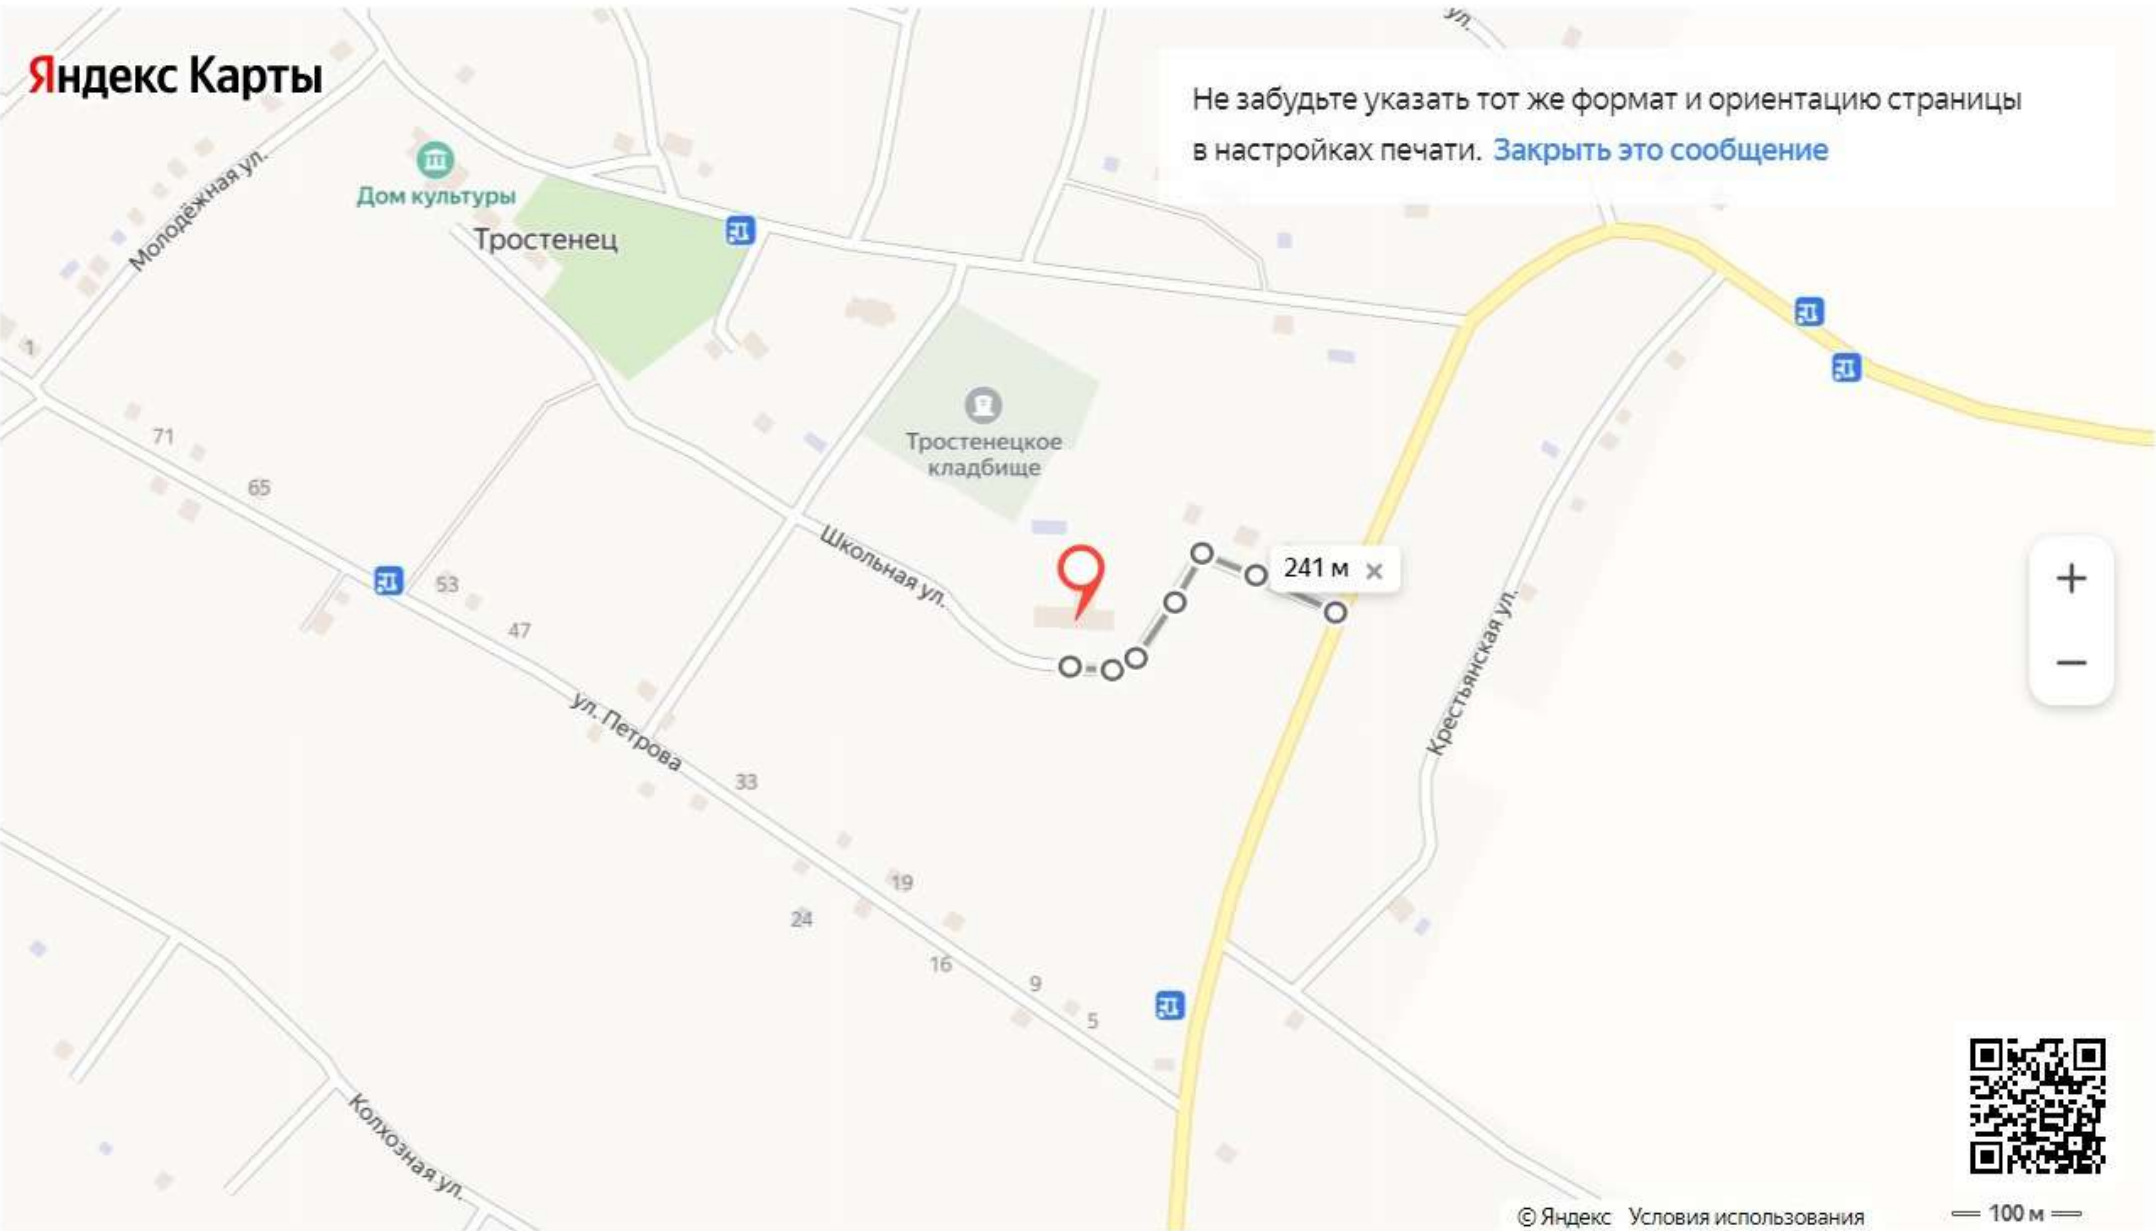 ул.
Яндекс Карты
Не забудьте указать тот же формат и ориентацию страницы
в настройках печати. Закрыть это сообщение
Молодёжная ул.
Дом культуры
Тростенец
1
Тростенецкое
кладбище
71
65
Школьная ул.
241 м
53
47
Крестьянская ул.
ул. Петрова
33
19
24
16
9
5
Колхозная ул.
© Яндекс Условия использования
100 м